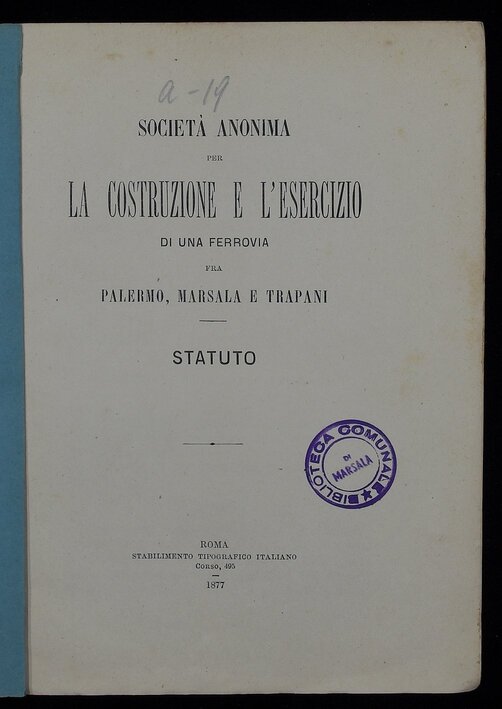 a-19
SOCIETÀ ANONIMA
PER
LA COSTRUZIONE E L'ESERCIZIO
DI UNA FERROVIA
FRA
PALERMO, MARSALA E TRAPANI
STATUTO
BIBLIOTECA COMUNALE
DI
MARSALA
ROMA
STABILIMENTO TIPOGRAFICO ITALIANO
CORSO, 495
1877